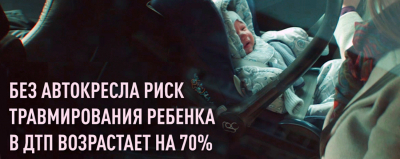 БЕЗ АВТОКРЕСЛА РИСК
ТРАВМИРОВАНИЯ РЕБЕНКА
В ДТП ВОЗРАСТАЕТ НА 70%